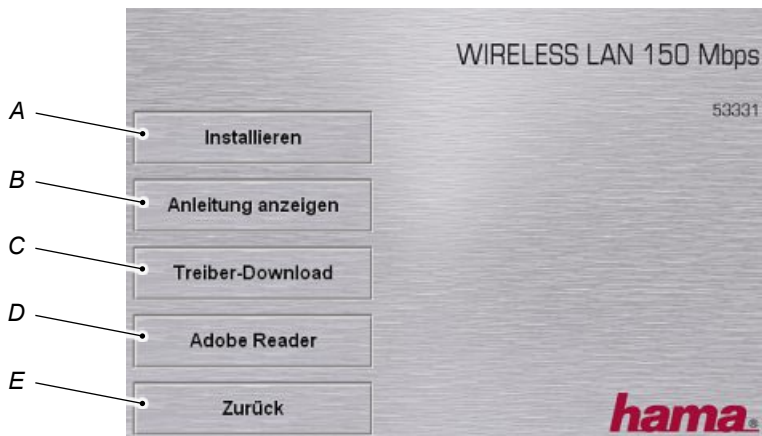 WIRELESS LAN 150 Mbps
53331
A
Installieren
B
Anleitung anzeigen
C
Treiber-Download
D
Adobe Reader
E
Zurück
hama®